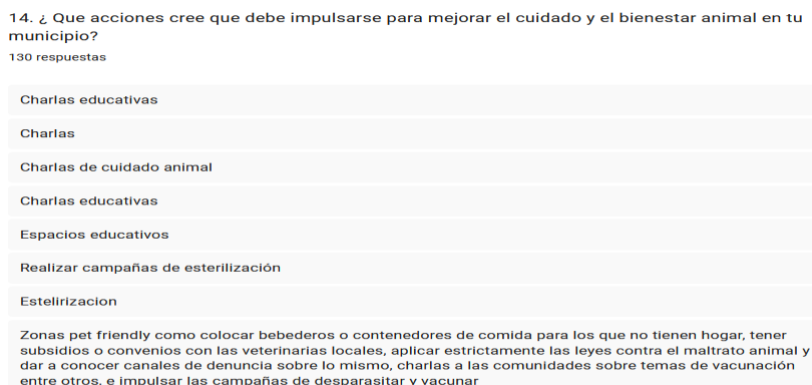 14. ¿ Que acciones cree que debe impulsarse para mejorar el cuidado y el bienestar animal en tu
municipio?
130 respuestas
Charlas educativas
Charlas
Charlas de cuidado animal
Charlas educativas
Espacios educativos
Realizar campañas de esterilización
Estelirizacion
Zonas pet friendly como colocar bebederos o contenedores de comida para los que no tienen hogar, tener
subsidios o convenios con las veterinarias locales, aplicar estrictamente las leyes contra el maltrato animal y
dar a conocer canales de denuncia sobre lo mismo, charlas a las comunidades sobre temas de vacunación
entre otros, e impulsar las campañas de desparasitar y vacunar